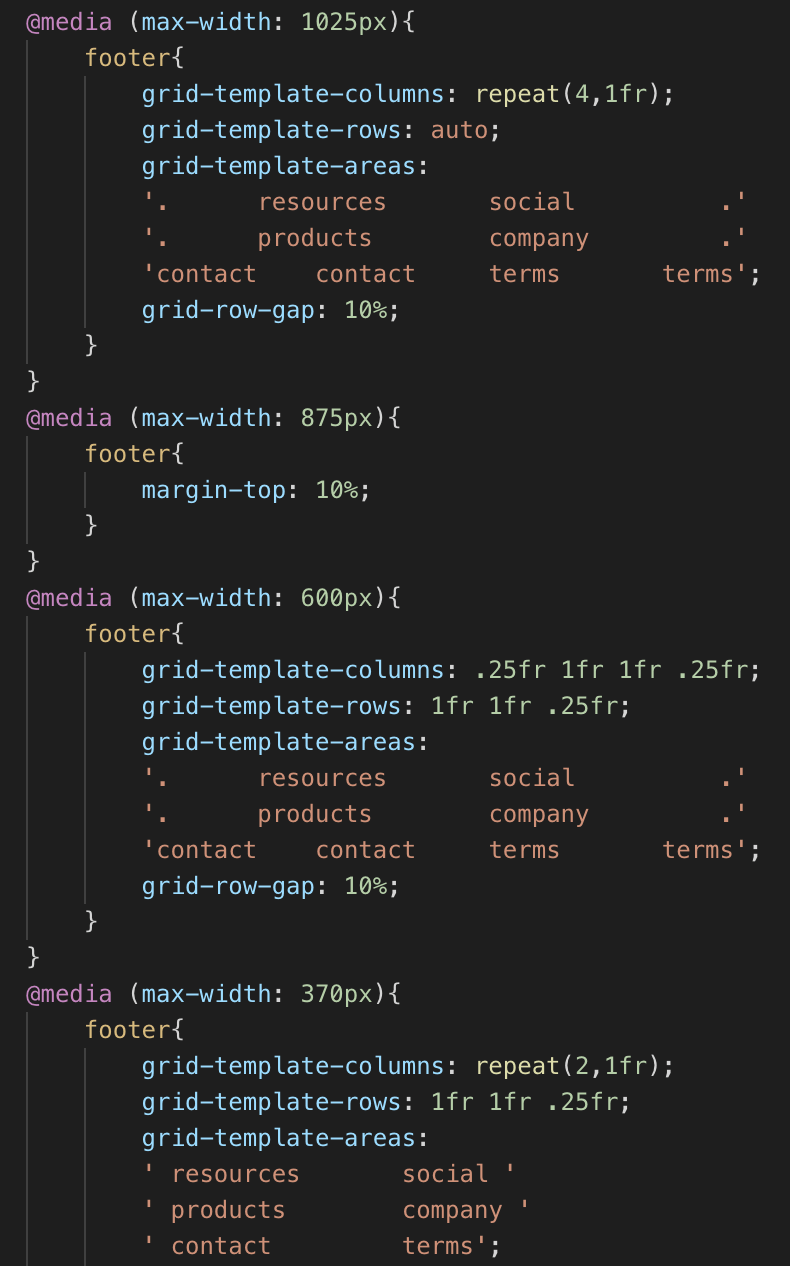 @media (max-width: 1025px){
    footer{
        grid-template-columns: repeat(4,1fr);
        grid-template-rows: auto;
        grid-template-areas:
        '.      resources       social          .'
        '.      products        company         .'
        'contact    contact     terms       terms';
        grid-row-gap: 10%;
    }
}
@media (max-width: 875px){
    footer{
        margin-top: 10%;
    }
}
@media (max-width: 600px){
    footer{
        grid-template-columns: .25fr 1fr 1fr .25fr;
        grid-template-rows: 1fr 1fr .25fr;
        grid-template-areas:
        '.      resources       social          .'
        '.      products        company         .'
        'contact    contact     terms       terms';
        grid-row-gap: 10%;
    }
}
@media (max-width: 370px){
    footer{
        grid-template-columns: repeat(2,1fr);
        grid-template-rows: 1fr 1fr .25fr;
        grid-template-areas:
        ' resources       social '
        ' products        company '
        ' contact         terms';